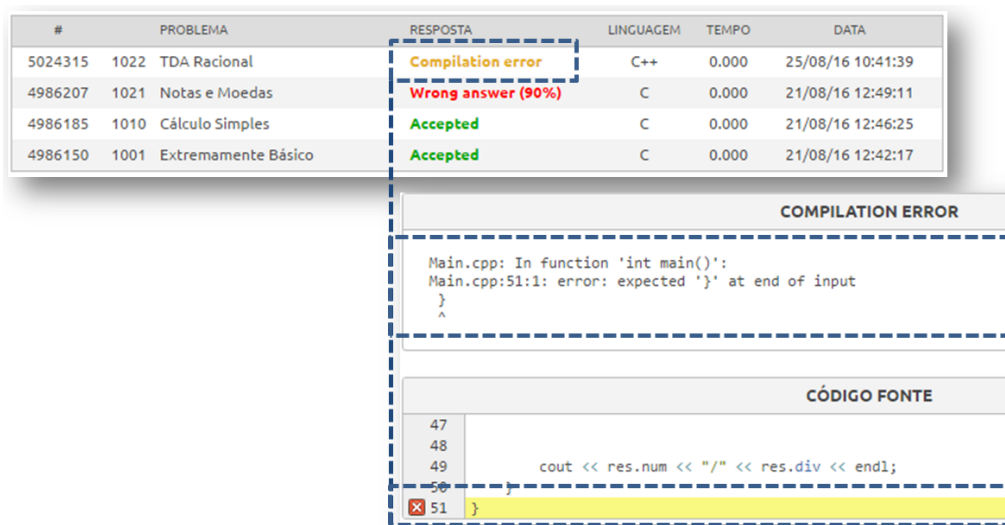 # PROBLEMA RESPOSTA LINGUAGEM TEMPO DATA
5024315 1022 TDA Racional Compilation error C++ 0.000 25/08/16 10:41:39
4986207 1021 Notas e Moedas Wrong answer (90%) C 0.000 21/08/16 12:49:11
4986185 1010 Cálculo Simples Accepted C 0.000 21/08/16 12:46:25
4986150 1001 Extremamente Básico Accepted C 0.000 21/08/16 12:42:17
COMPILATION ERROR
Main.cpp: In function 'int main()':
Main.cpp:51:1: error: expected '}' at end of input
}
^
CÓDIGO FONTE
47
48
49 cout << res.num << "/" << res.div << endl;
50 }
51 }